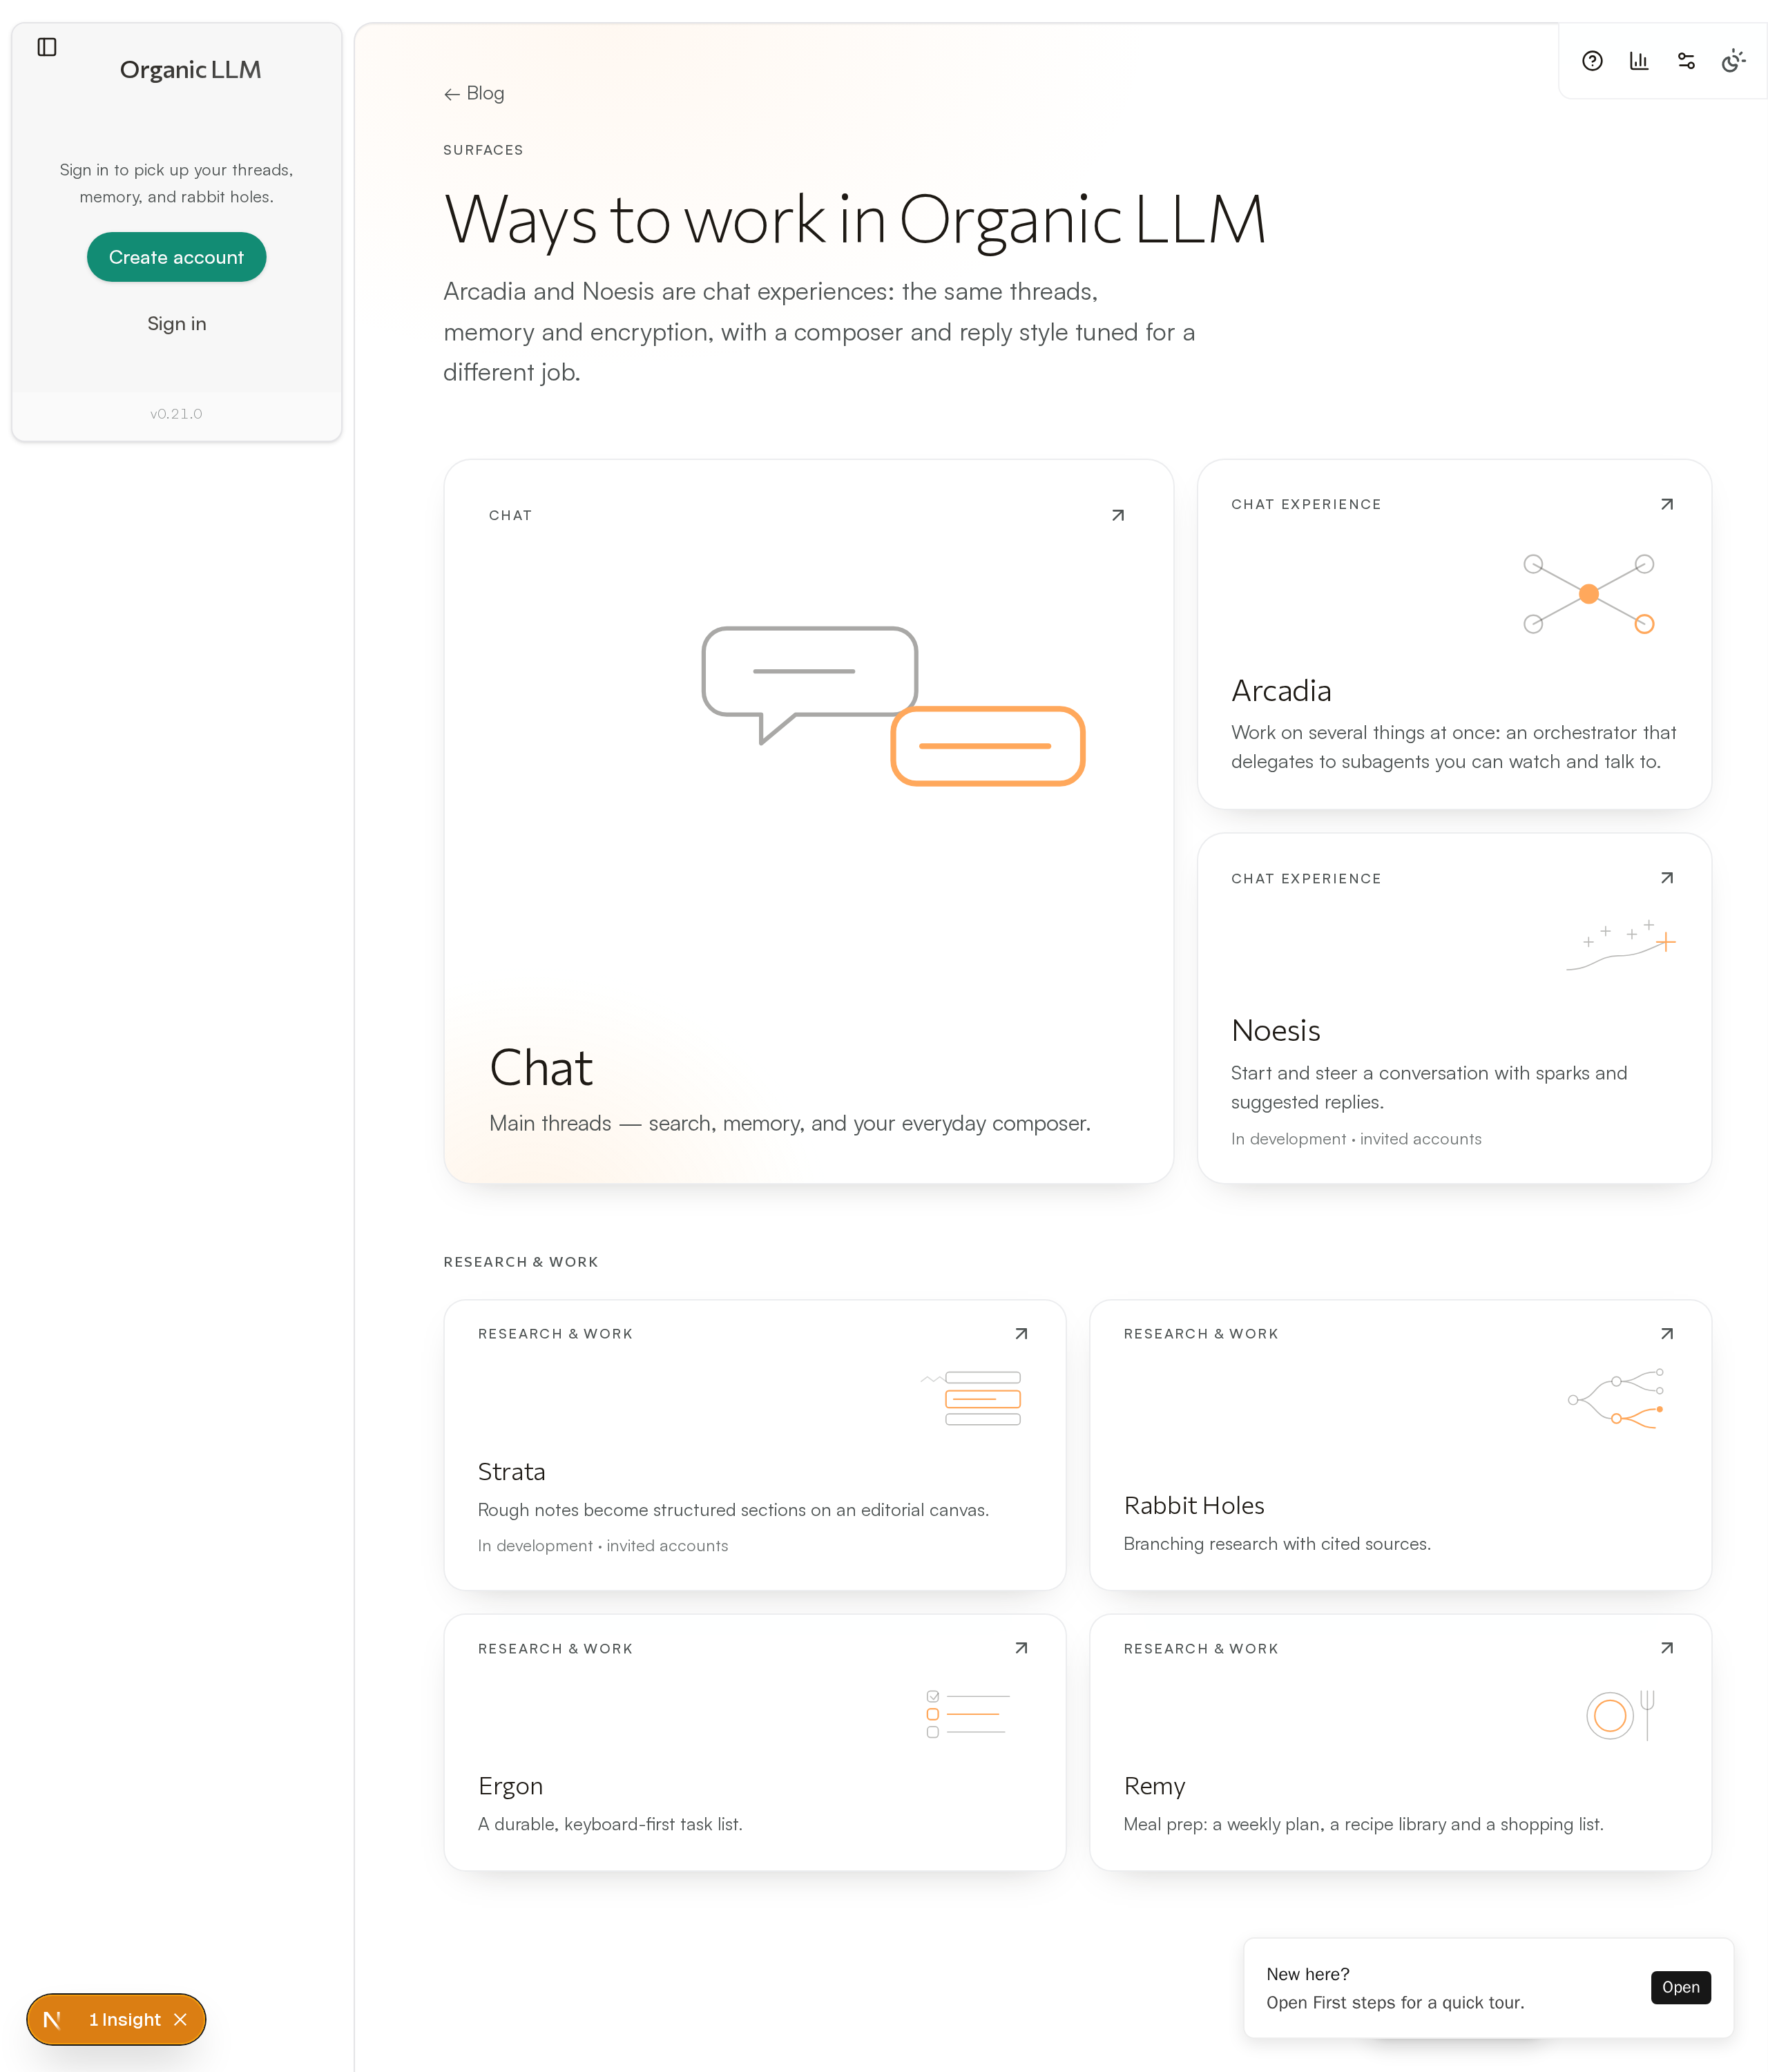 Organic LLM
Sign in to pick up your threads,
memory, and rabbit holes.
Create account
Sign in
v0.21.0
← Blog
SURFACES
Ways to work in Organic LLM
Arcadia and Noesis are chat experiences: the same threads,
memory and encryption, with a composer and reply style tuned for a
different job.
CHAT
Chat
Main threads — search, memory, and your everyday composer.
CHAT EXPERIENCE
Arcadia
Work on several things at once: an orchestrator that
delegates to subagents you can watch and talk to.
CHAT EXPERIENCE
Noesis
Start and steer a conversation with sparks and
suggested replies.
In development · invited accounts
RESEARCH & WORK
RESEARCH & WORK
Strata
Rough notes become structured sections on an editorial canvas.
In development · invited accounts
RESEARCH & WORK
Rabbit Holes
Branching research with cited sources.
RESEARCH & WORK
Ergon
A durable, keyboard-first task list.
RESEARCH & WORK
Remy
Meal prep: a weekly plan, a recipe library and a shopping list.
New here?
Open First steps for a quick tour.
Open
N
1 Insight